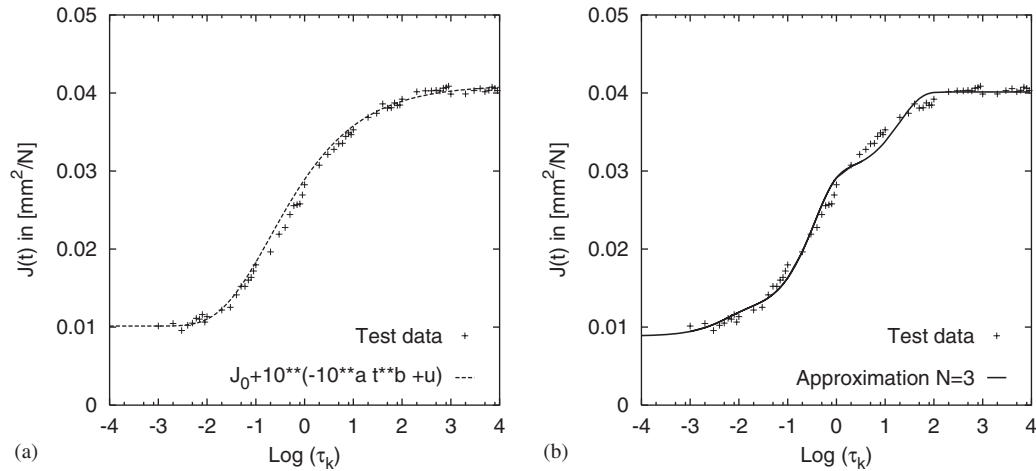 0.05
0.04
0.03
0.02
0.01
0
J(t) in [mm²/N]
Test data
J₀+10**(-10**a t**b +u)
-4 -3 -2 -1 0 1 2 3 4
Log (τₖ)
(a)
0.05
0.04
0.03
0.02
0.01
0
J(t) in [mm²/N]
Test data
Approximation N=3
-4 -3 -2 -1 0 1 2 3 4
Log (τₖ)
(b)